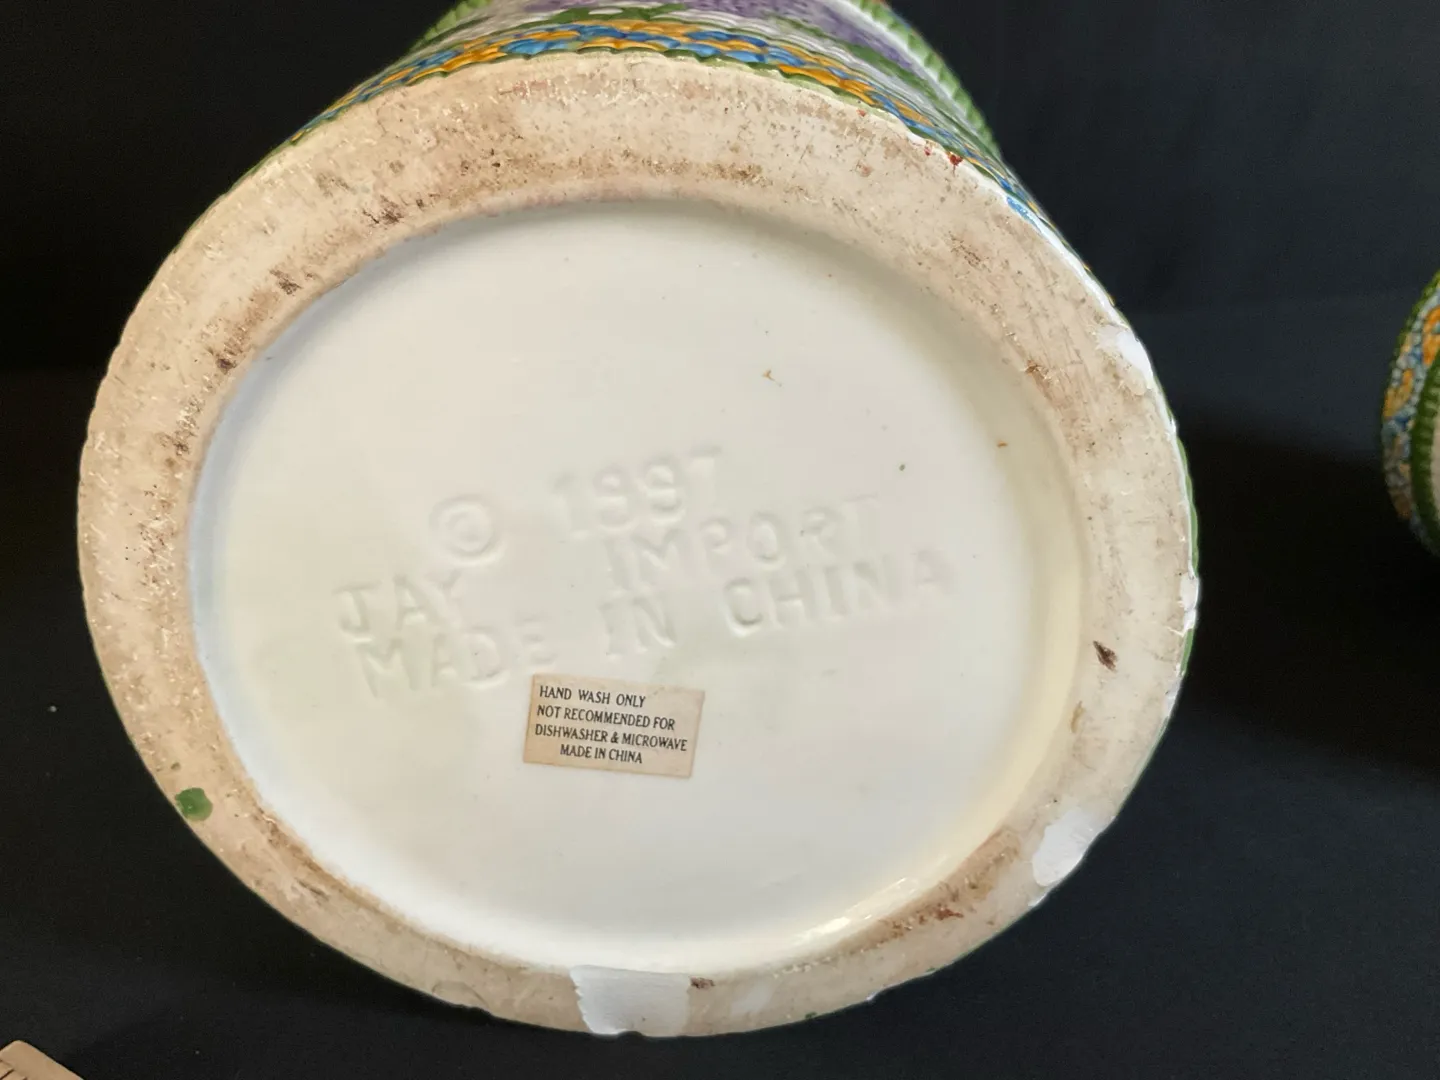 © 1997
JAY IMPORT
MADE IN CHINA
HAND WASH ONLY
NOT RECOMMENDED FOR
DISHWASHER & MICROWAVE
MADE IN CHINA